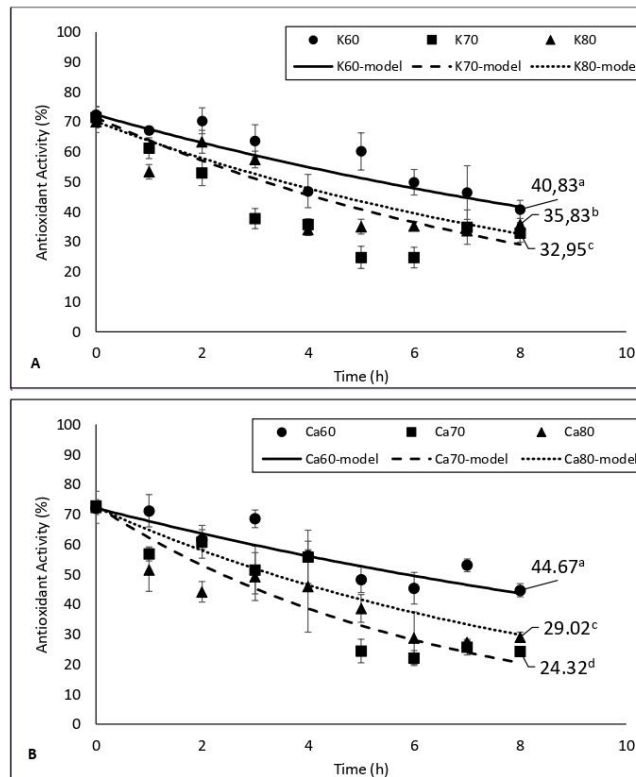 100
90
80
70
60
50
40
30
20
10
0
Antioxidant Activity (%)
K60 K70 K80
K60-model K70-model K80-model
40,83ᵃ
35,83ᵇ
32,95ᶜ
0 2 4 6 8 10
A
Time (h)
100
90
80
70
60
50
40
30
20
10
0
Antioxidant Activity (%)
Ca60 Ca70 Ca80
Ca60-model Ca70-model Ca80-model
44.67ᵃ
29.02ᶜ
24.32ᵈ
0 2 4 6 8 10
B
Time (h)